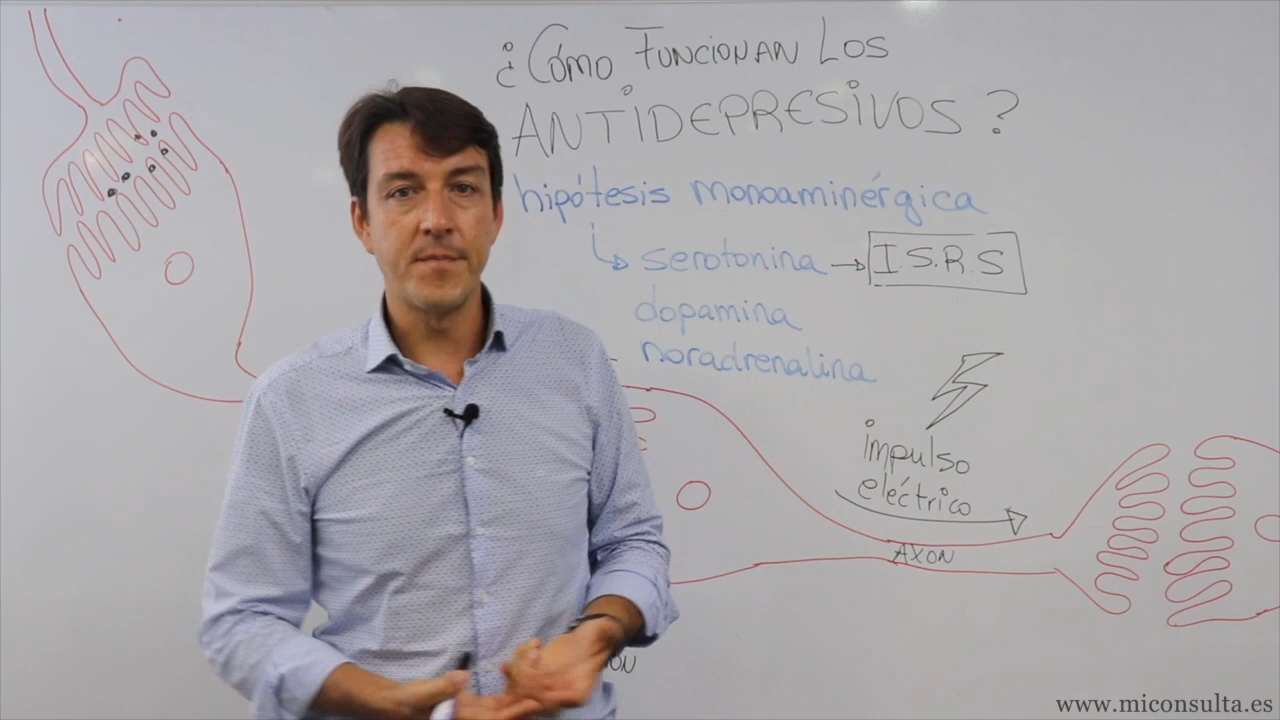 ¿Cómo Funcionan Los
ANTIDEPRESIVOS?
hipótesis monoaminérgica
serotonina → I.S.R.S
dopamina
noradrenalina
impulso
eléctrico
AXON
www.miconsulta.es